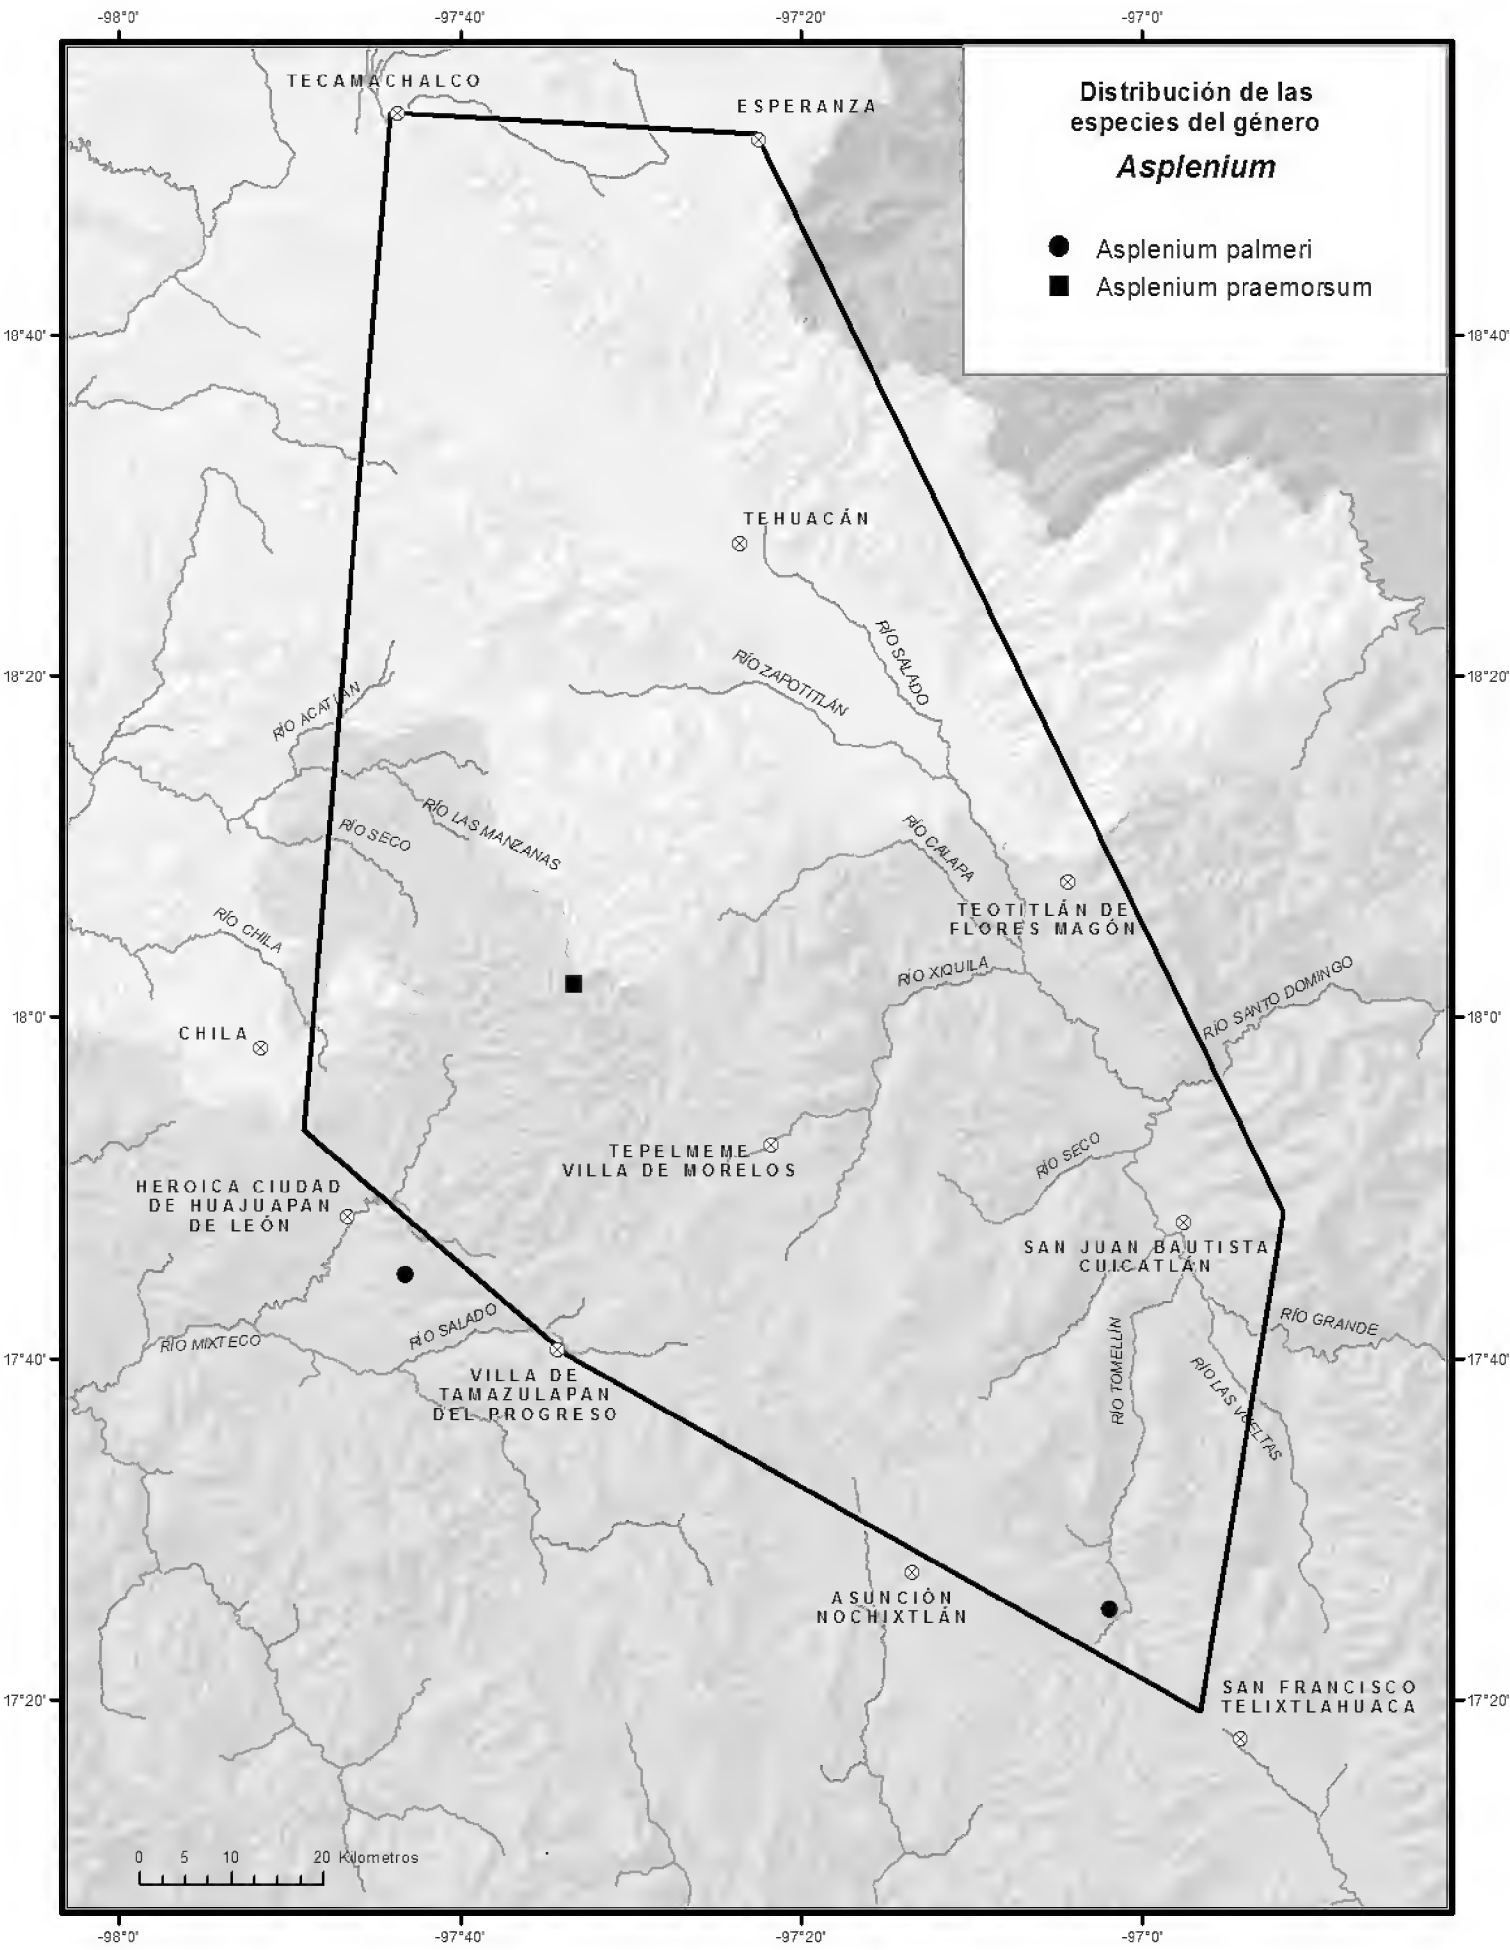 -98°0'
-97°40'
-97°20'
-97°0'
Distribución de las
especies del género
Asplenium
Asplenium palmeri
Asplenium praemorsum
TECAMACHALCO
ESPERANZA
18°40'
18°40'
TEHUACÁN
RÍO SALADO
RÍO ZAPOTITLÁN
18°20'
18°20'
RÍO ACATLÁN
RÍO LAS MANZANAS
RÍO SECO
RÍO CALAPA
TEOTITLÁN DE
FLORES MAGÓN
RÍO CHILA
RÍO XIQUILA
RÍO SANTO DOMINGO
18°0'
18°0'
CHILA
TEPELMEME
VILLA DE MORELOS
RÍO SECO
HEROICA CIUDAD
DE HUAJUAPAN
DE LEÓN
SAN JUAN BAUTISTA
CUICATLÁN
RÍO SALADO
RÍO MIXTECO
RÍO GRANDE
17°40'
17°40'
VILLA DE
TAMAZULAPAN
DEL PROGRESO
RÍO TOMELLÍN
RÍO LAS VUELTAS
ASUNCIÓN
NOCHIXTLÁN
SAN FRANCISCO
TELIXTLAHUACA
17°20'
17°20'
0 5 10 20 Kilometros
-98°0'
-97°40'
-97°20'
-97°0'